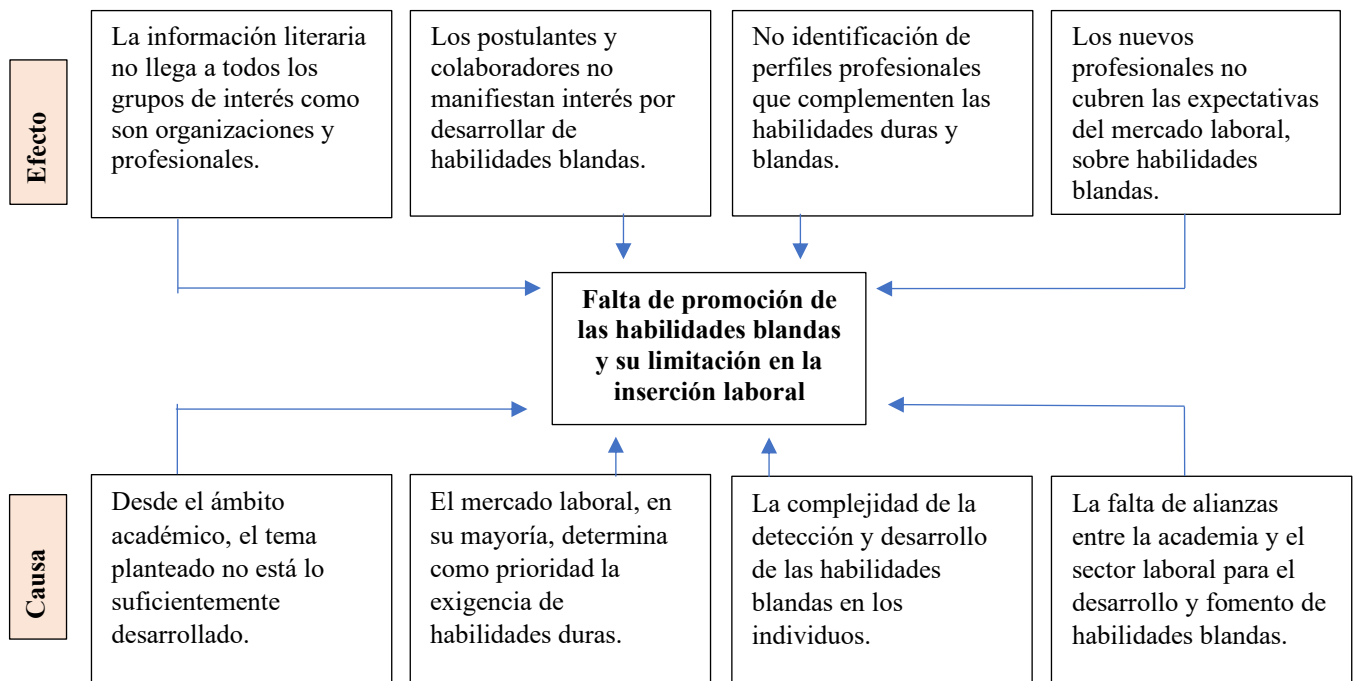 Efecto
La información literaria
no llega a todos los
grupos de interés como
son organizaciones y
profesionales.
Los postulantes y
colaboradores no
manifiestan interés por
desarrollar de
habilidades blandas.
No identificación de
perfiles profesionales
que complementen las
habilidades duras y
blandas.
Los nuevos
profesionales no
cubren las expectativas
del mercado laboral,
sobre habilidades
blandas.
Falta de promoción de
las habilidades blandas
y su limitación en la
inserción laboral
Causa
Desde el ámbito
académico, el tema
planteado no está lo
suficientemente
desarrollado.
El mercado laboral, en
su mayoría, determina
como prioridad la
exigencia de
habilidades duras.
La complejidad de la
detección y desarrollo
de las habilidades
blandas en los
individuos.
La falta de alianzas
entre la academia y el
sector laboral para el
desarrollo y fomento de
habilidades blandas.